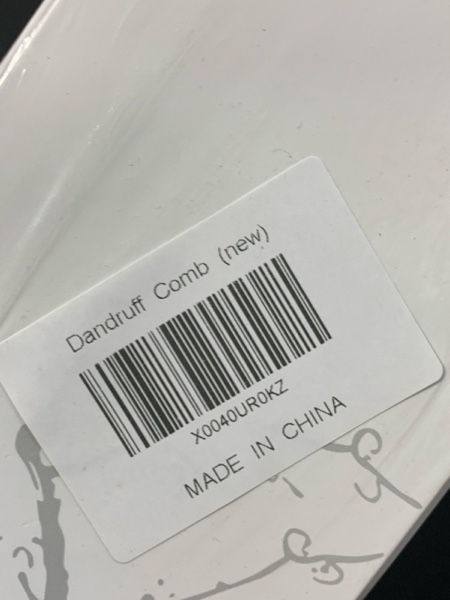 Dandruff Comb (new)
X0040UR0KZ
MADE IN CHINA